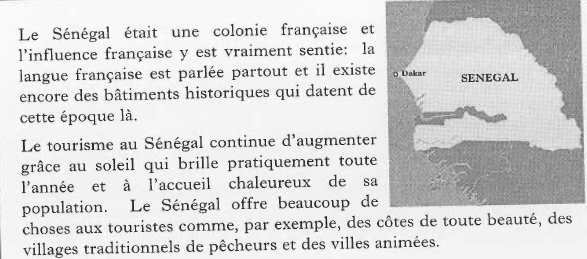 Le Sénégal était une colonie française et
l'influence française y est vraiment sentie: la
langue française est parlée partout et il existe
encore des bâtiments historiques qui datent de
cette époque là.
Le tourisme au Sénégal continue d'augmenter
grâce au soleil qui brille pratiquement toute
l'année et à l'accueil chaleureux de sa
population. Le Sénégal offre beaucoup de
choses aux touristes comme, par exemple, des côtes de toute beauté, des
villages traditionnels de pêcheurs et des villes animées.
Dakar
SENEGAL